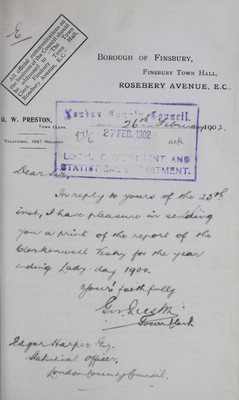 All official communications on
the business of the Council should
be addressed to "The Town
Clerk, Finsbury Town Hall,
Rosebery Avenue, E.C."
BOROUGH OF FINSBURY,
FINSBURY TOWN HALL,
ROSEBERY AVENUE, E.C.
G. W. PRESTON,
TOWN CLERK.
26th February 1902.
London County Council.
27 FEB. 1902
LOCAL GOVERNMENT AND
STATISTICAL DEPARTMENT.
Dear Sir,
In reply to yours of the 25th
inst, I have pleasure in sending
you a print of the report of the
Clerkenwell Vestry for the year
ending Lady day 1900.
Yours faithfully
Town Clerk
Edgar Harper Esq.
Statistical Officer,
London County Council.